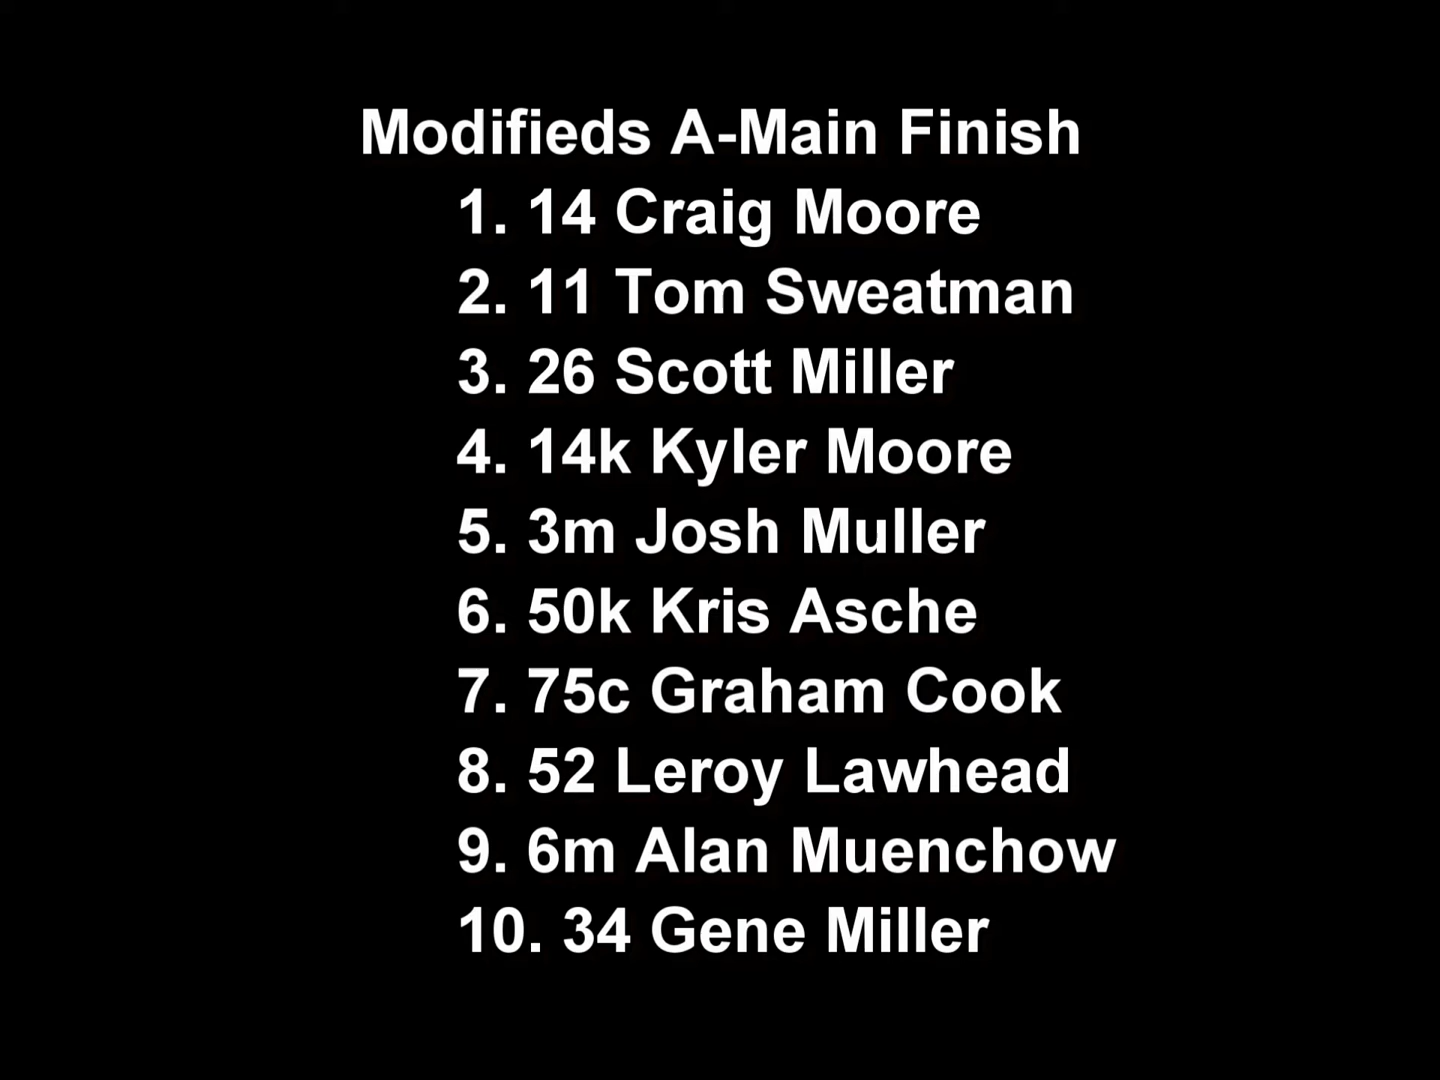 Modifieds A-Main Finish
1. 14 Craig Moore
2. 11 Tom Sweatman
3. 26 Scott Miller
4. 14k Kyler Moore
5. 3m Josh Muller
6. 50k Kris Asche
7. 75c Graham Cook
8. 52 Leroy Lawhead
9. 6m Alan Muenchow
10. 34 Gene Miller